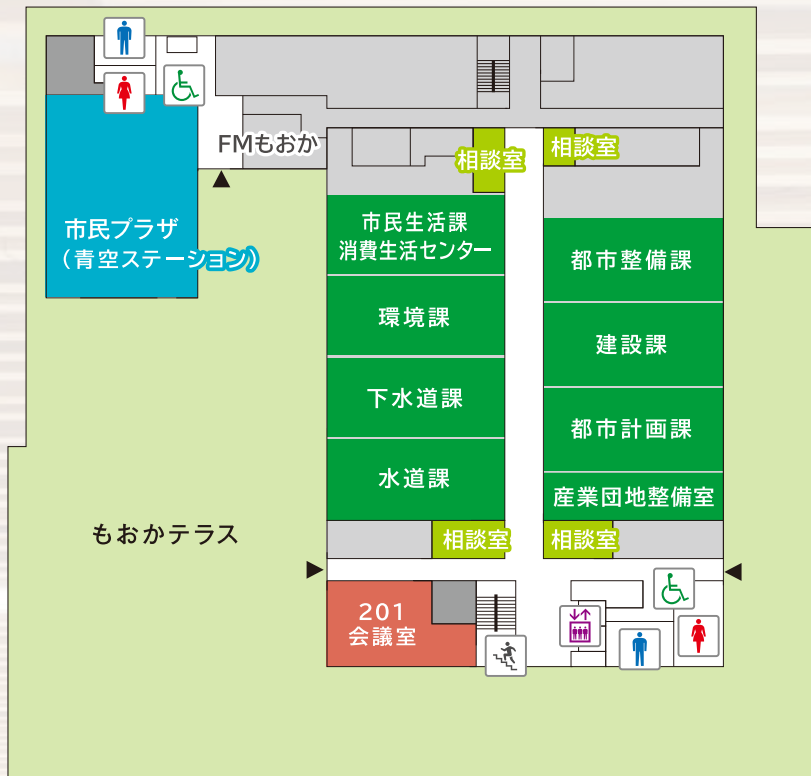 FMもおか
相談室
相談室
市民プラザ
（青空ステーション）
市民生活課
消費生活センター
都市整備課
環境課
建設課
下水道課
都市計画課
水道課
産業団地整備室
もおかテラス
相談室
相談室
201
会議室